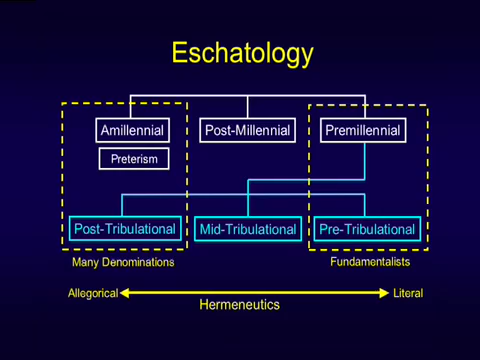 Eschatology
Amillennial
Post-Millennial
Premillennial
Preterism
Post-Tribulational
Mid-Tribulational
Pre-Tribulational
Many Denominations
Fundamentalists
Allegorical
Literal
Hermeneutics